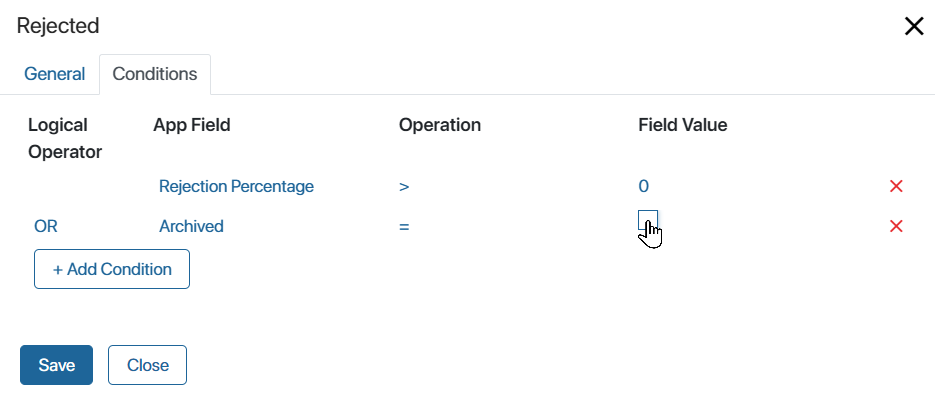 Rejected
General Conditions
Logical Operator App Field Operation Field Value
Rejection Percentage > 0
OR Archived =
+ Add Condition
Save Close